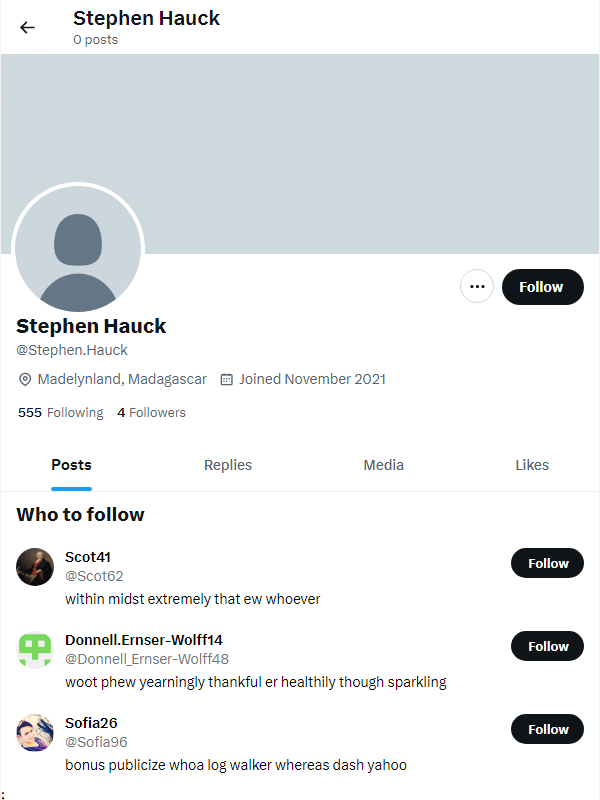 Stephen Hauck
0 posts
Follow
Stephen Hauck
@Stephen.Hauck
Madelynland, Madagascar Joined November 2021
555 Following 4 Followers
Posts Replies Media Likes
Who to follow
Scot41
@Scot62
Follow
within midst extremely that ew whoever
Donnell.Ernser-Wolff14
@Donnell_Ernser-Wolff48
Follow
woot phew yearningly thankful er healthily though sparkling
Sofia26
@Sofia96
Follow
bonus publicize whoa log walker whereas dash yahoo
;